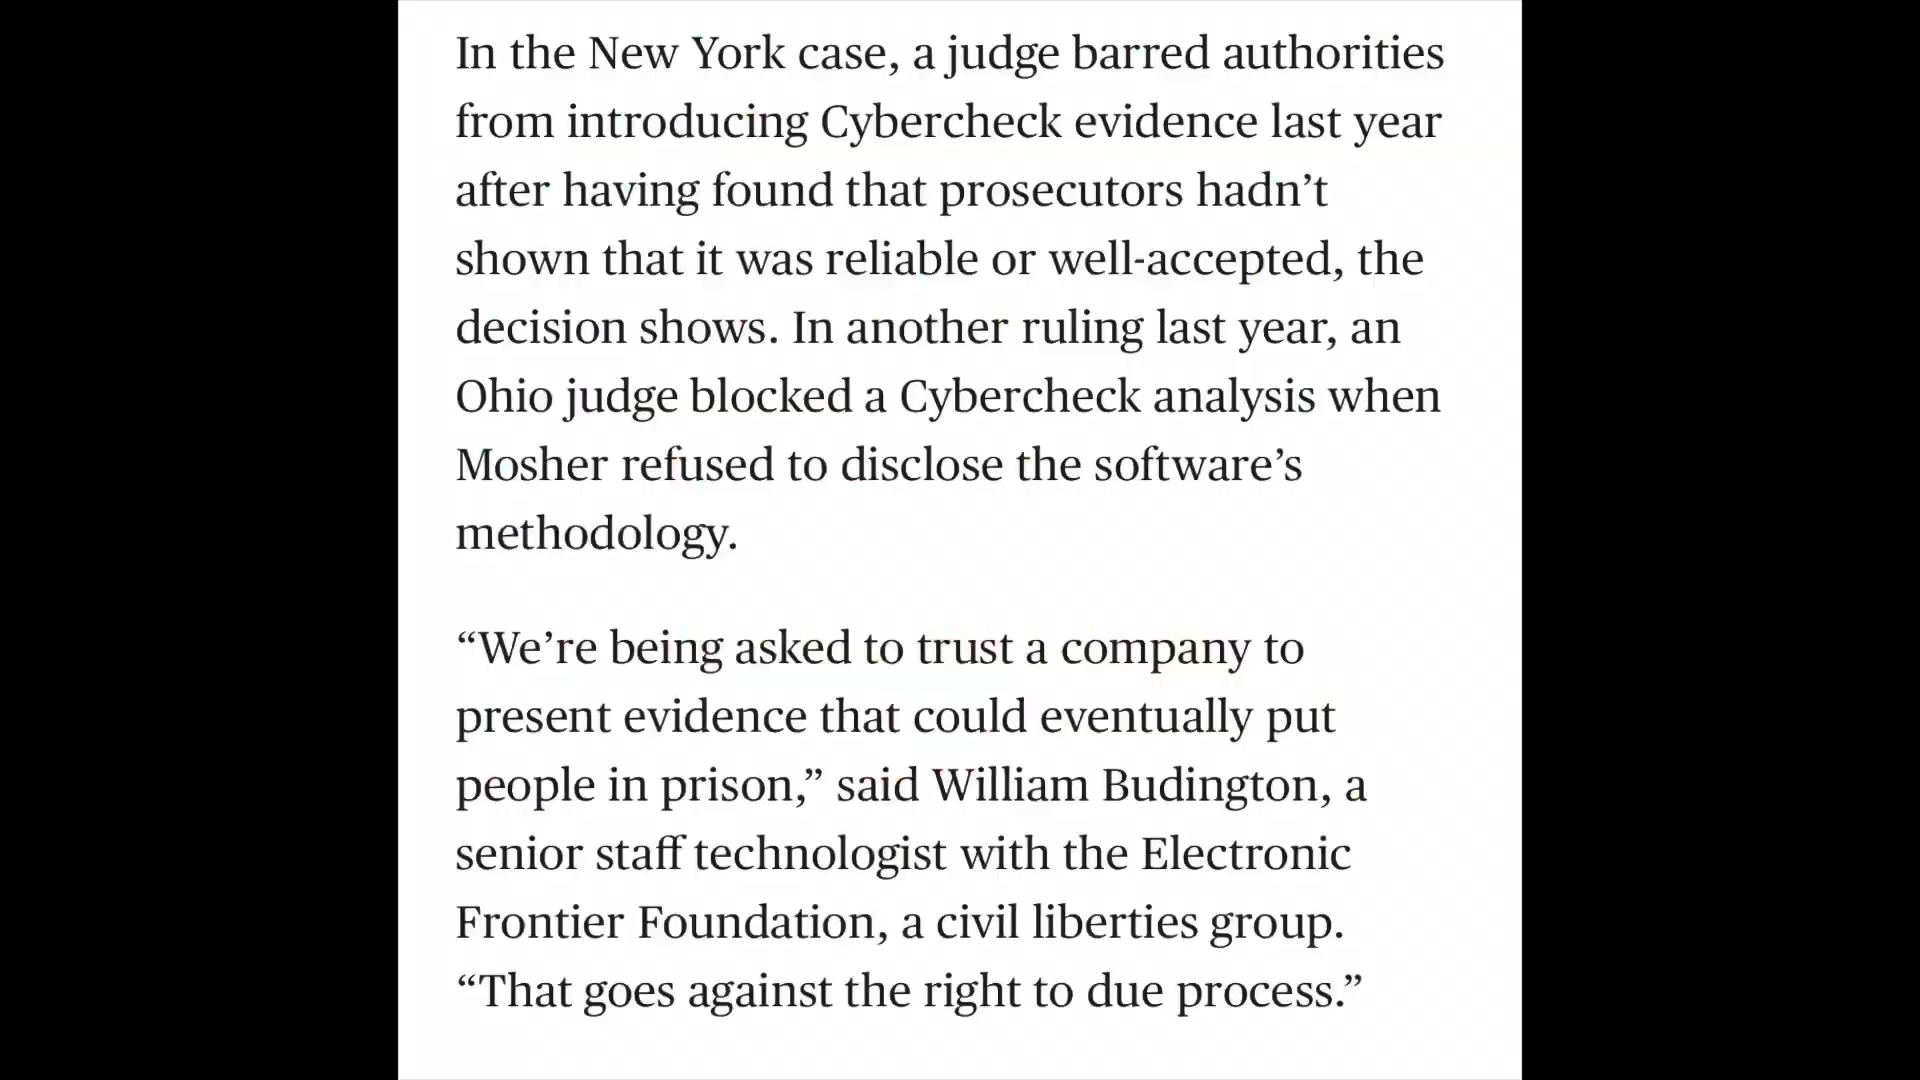 In the New York case, a judge barred authorities
from introducing Cybercheck evidence last year
after having found that prosecutors hadn’t
shown that it was reliable or well-accepted, the
decision shows. In another ruling last year, an
Ohio judge blocked a Cybercheck analysis when
Mosher refused to disclose the software’s
methodology.
“We’re being asked to trust a company to
present evidence that could eventually put
people in prison,” said William Budington, a
senior staff technologist with the Electronic
Frontier Foundation, a civil liberties group.
“That goes against the right to due process.”